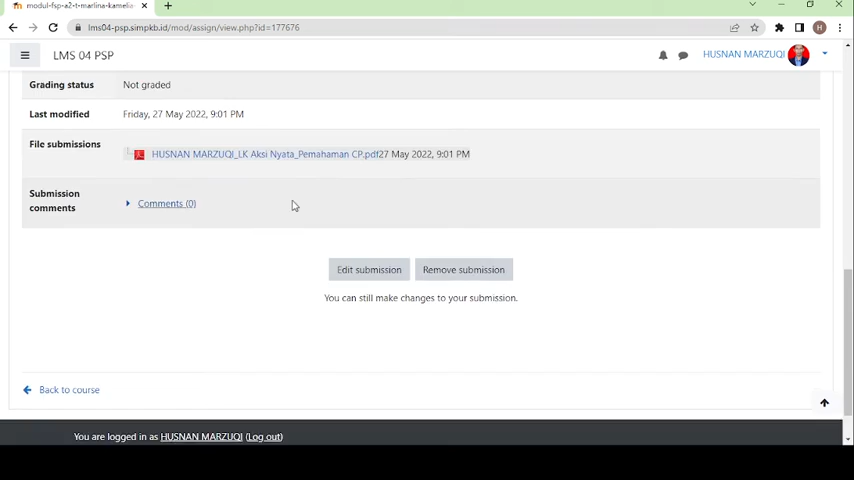 modul-fsp-a2-t-marlina-kamelia-
lms04-psp.simpkb.id/mod/assign/view.php?id=177676
H
LMS 04 PSP
HUSNAN MARZUQI
Grading status Not graded
Last modified Friday, 27 May 2022, 9:01 PM
File submissions
HUSNAN MARZUQI_LK Aksi Nyata_Pemahaman CP.pdf27 May 2022, 9:01 PM
Submission
comments
Comments (0)
Edit submission Remove submission
You can still make changes to your submission.
Back to course
You are logged in as HUSNAN MARZUQI (Log out)